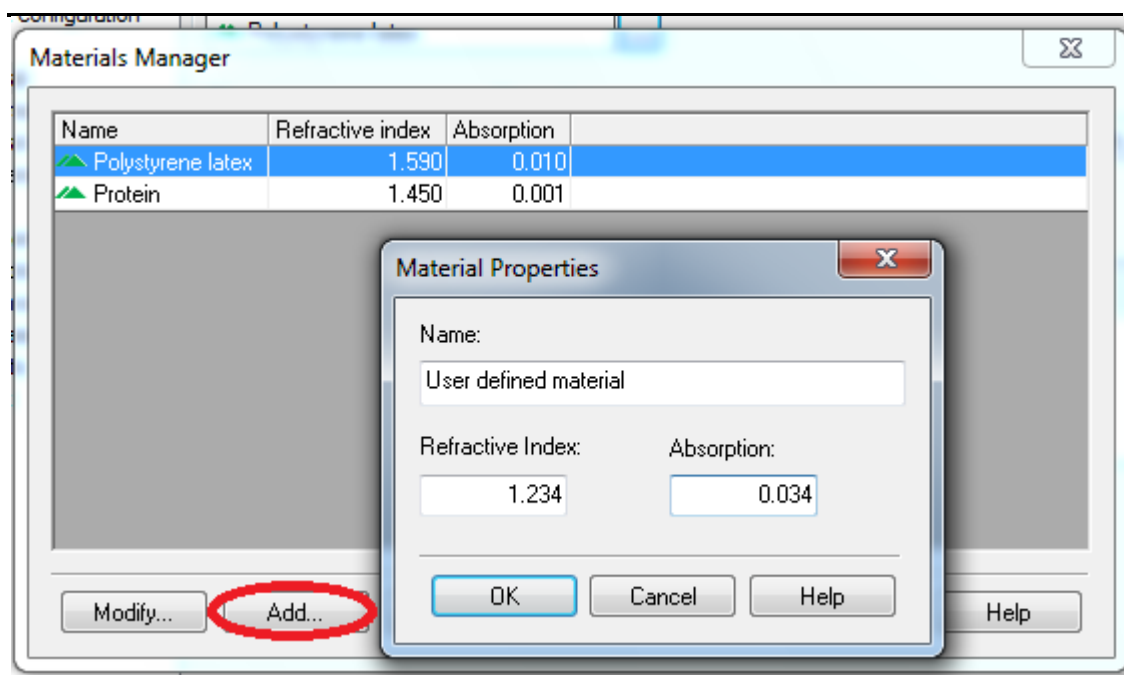 Materials Manager
Name Refractive index Absorption
Polystyrene latex 1.590 0.010
Protein 1.450 0.001
Material Properties
Name:
User defined material
Refractive Index: Absorption:
1.234 0.034
OK Cancel Help
Modify... Add... Help